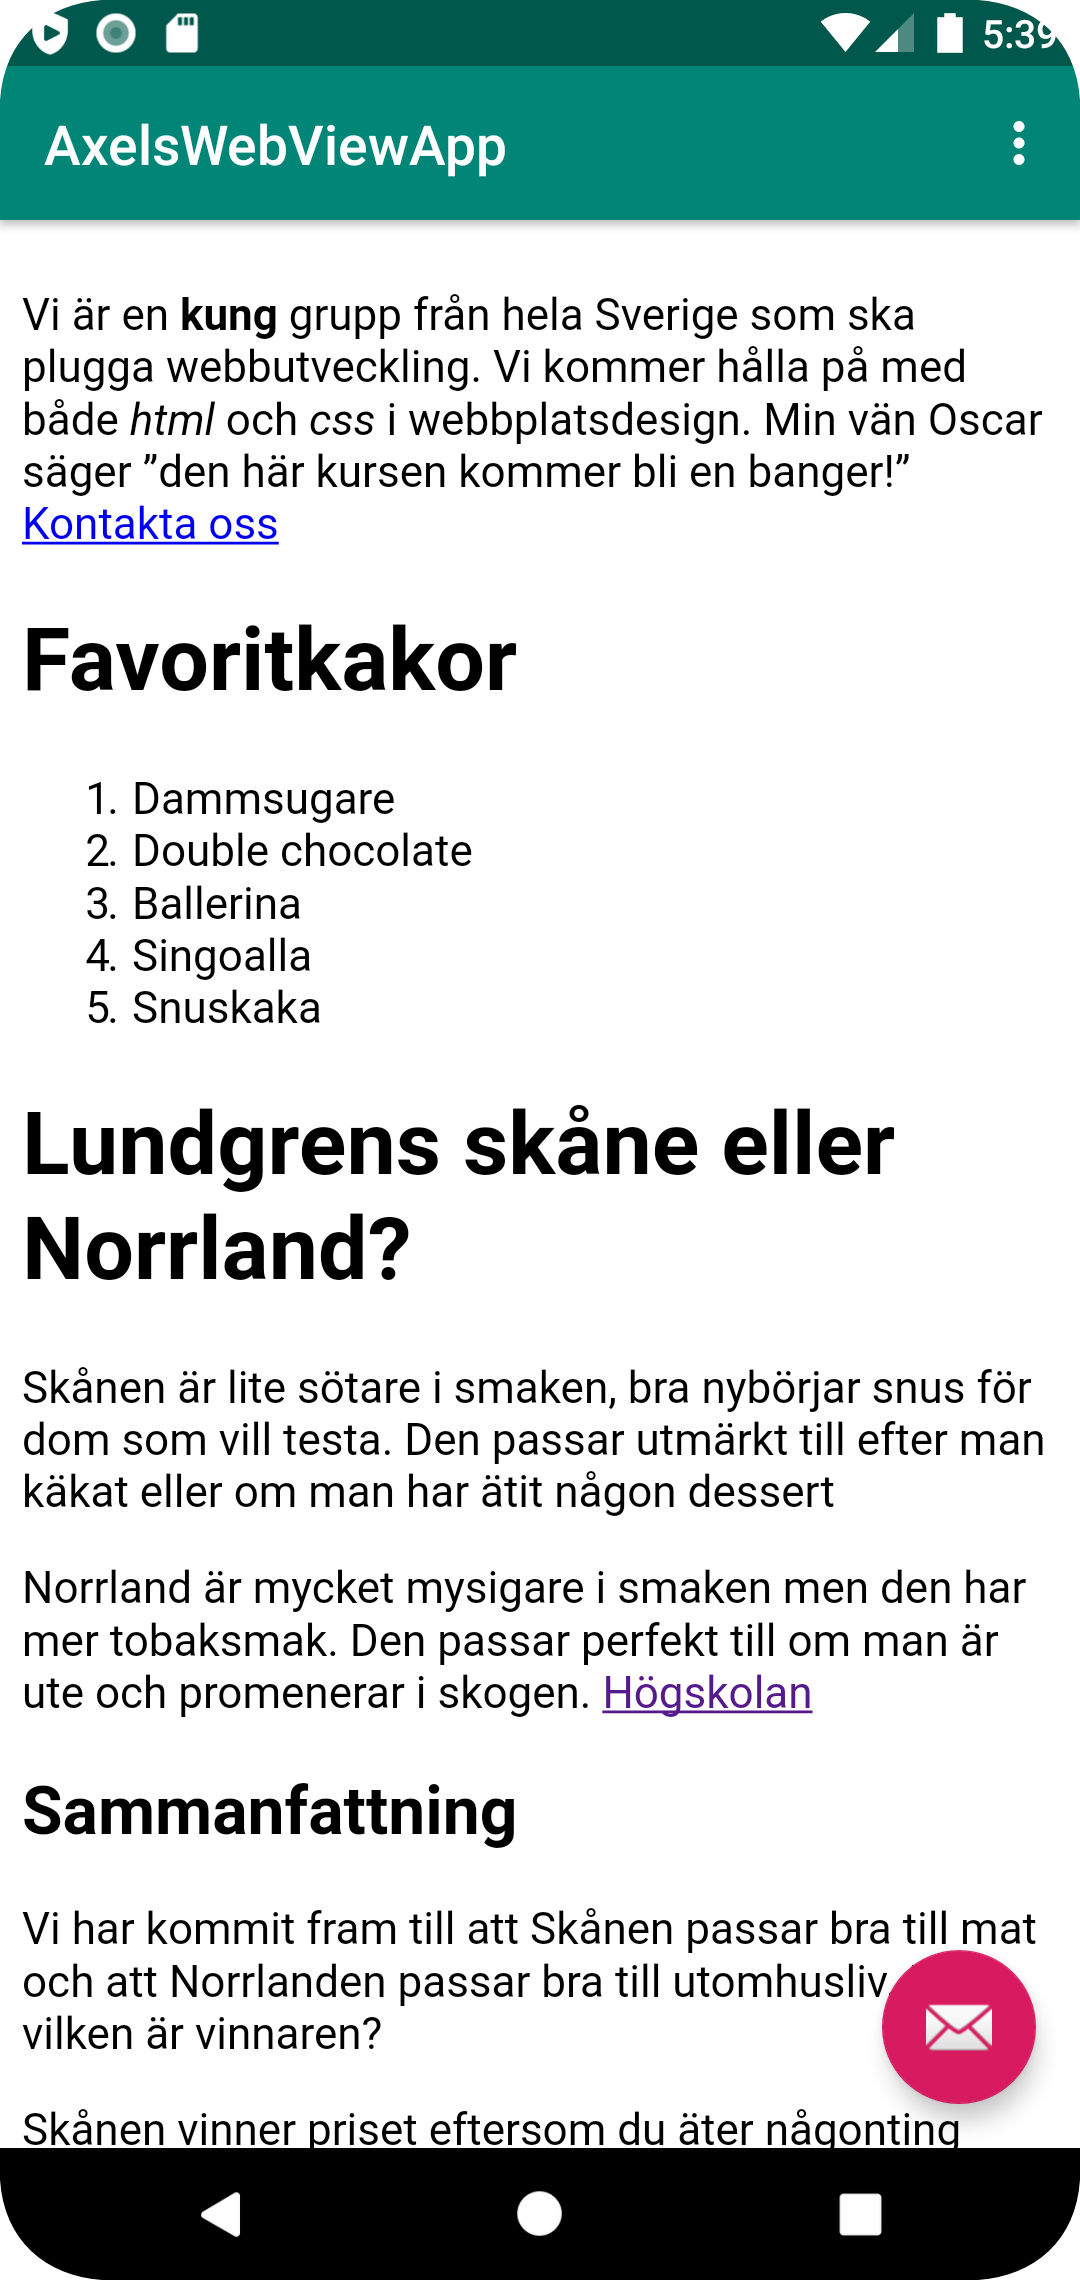 5:39
AxelsWebViewApp
Vi är en kung grupp från hela Sverige som ska
plugga webbutveckling. Vi kommer hålla på med
både html och css i webbplatsdesign. Min vän Oscar
säger ”den här kursen kommer bli en banger!”
Kontakta oss
Favoritkakor
1. Dammsugare
2. Double chocolate
3. Ballerina
4. Singoalla
5. Snuskaka
Lundgrens skåne eller
Norrland?
Skånen är lite sötare i smaken, bra nybörjar snus för
dom som vill testa. Den passar utmärkt till efter man
käkat eller om man har ätit någon dessert
Norrland är mycket mysigare i smaken men den har
mer tobaksmak. Den passar perfekt till om man är
ute och promenerar i skogen. Högskolan
Sammanfattning
Vi har kommit fram till att Skånen passar bra till mat
och att Norrlanden passar bra till utomhusliv.
vilken är vinnaren?
Skånen vinner priset eftersom du äter någonting